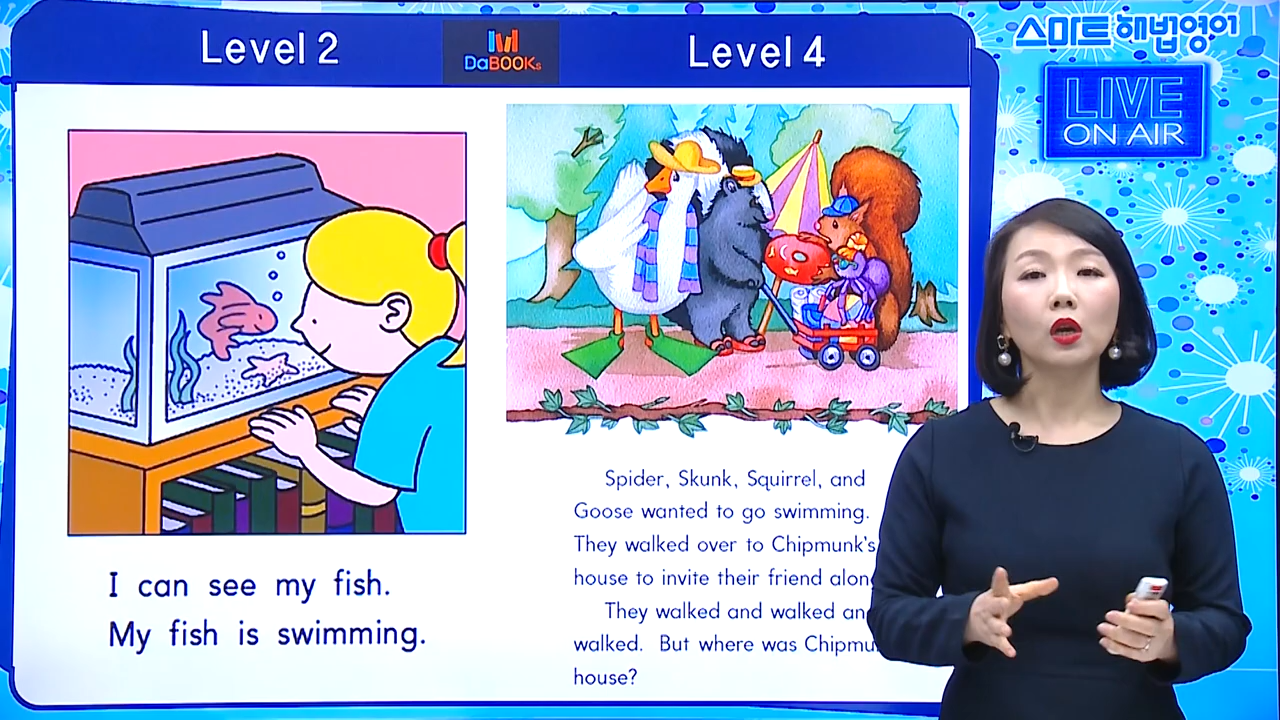 Level 2
DaBOOKs
Level 4
스마트해법영어
LIVE
ON AIR
I can see my fish.
My fish is swimming.
Spider, Skunk, Squirrel, and
Goose wanted to go swimming.
They walked over to Chipmunk's
house to invite their friend
They walked and walked
walked. But where was
house?